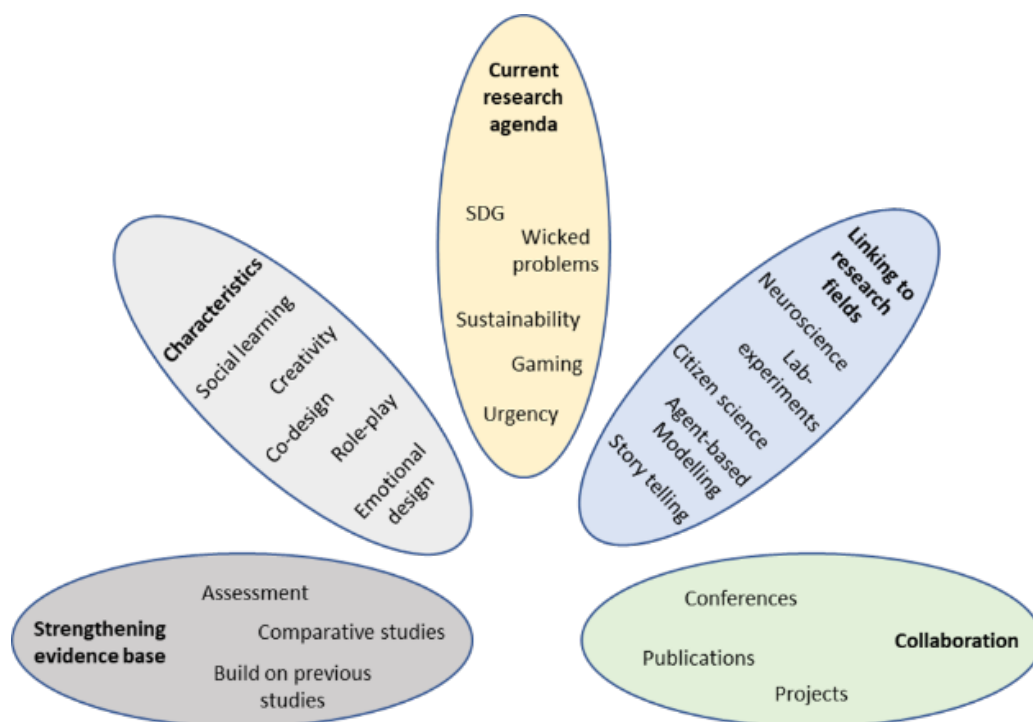 Current
research
agenda
SDG
Wicked
problems
Sustainability
Gaming
Urgency
Characteristics
Social learning
Creativity
Co-design
Role-play
Emotional
design
Linking to
research
fields
Neuroscience
Lab-
experiments
Citizen science
Agent-based
Modelling
Story telling
Strengthening
evidence base
Assessment
Comparative studies
Build on previous
studies
Conferences
Collaboration
Publications
Projects